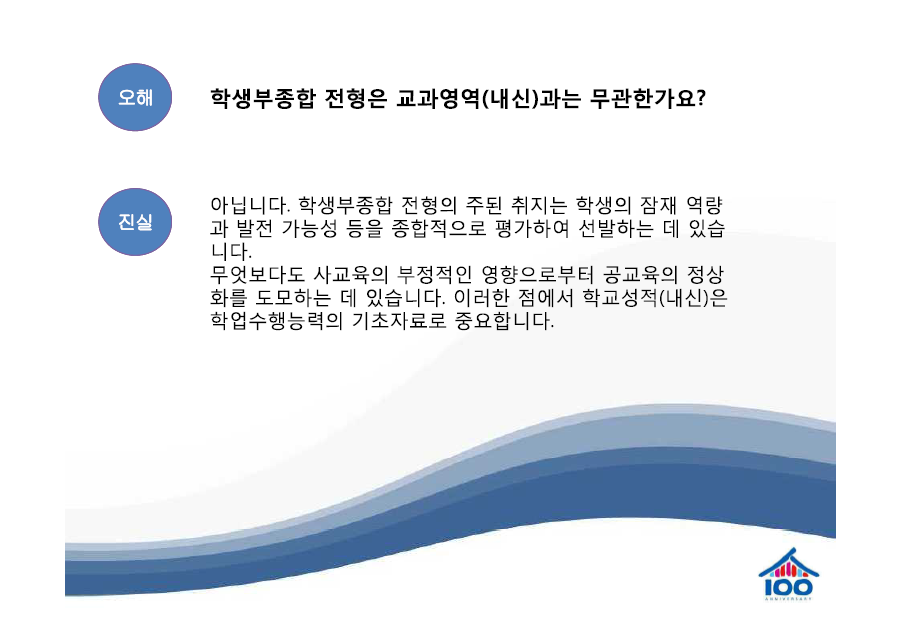 오해
학생부종합 전형은 교과영역(내신)과는 무관한가요?
진실
아닙니다. 학생부종합 전형의 주된 취지는 학생의 잠재 역량
과 발전 가능성 등을 종합적으로 평가하여 선발하는 데 있습
니다.
무엇보다도 사교육의 부정적인 영향으로부터 공교육의 정상
화를 도모하는 데 있습니다. 이러한 점에서 학교성적(내신)은
학업수행능력의 기초자료로 중요합니다.
100
ANNIVERSARY